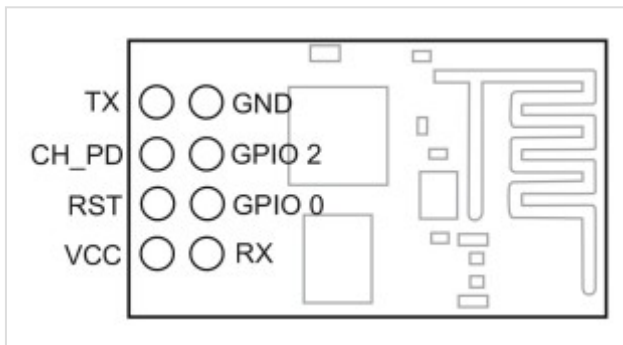 TX GND
CH_PD GPIO 2
RST GPIO 0
VCC RX